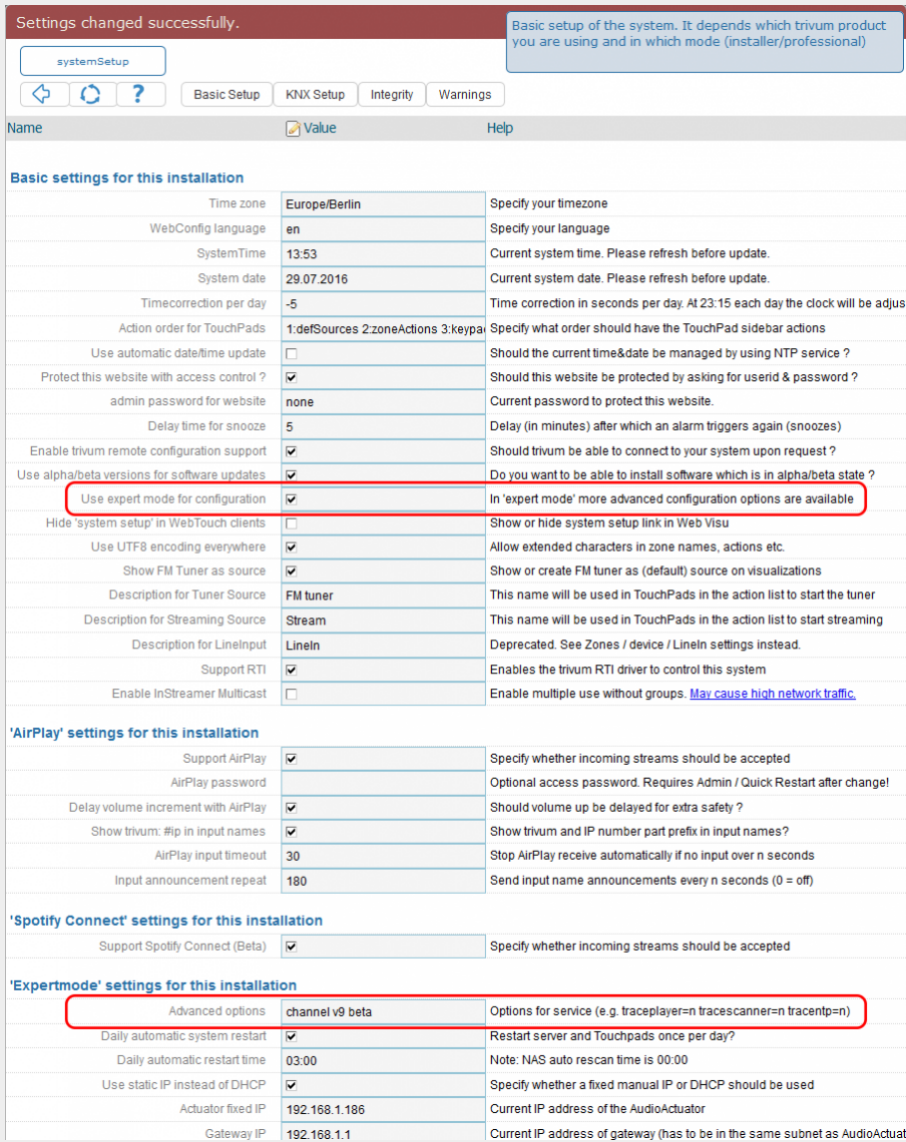 Settings changed successfully.
Basic setup of the system. It depends which trivum product
you are using and in which mode (installer/professional)
systemSetup
? Basic Setup KNX Setup Integrity Warnings
Name Value Help
Basic settings for this installation
Time zone Europe/Berlin Specify your timezone
WebConfig language en Specify your language
SystemTime 13:53 Current system time. Please refresh before update.
System date 29.07.2016 Current system date. Please refresh before update.
Timecorrection per day -5 Time correction in seconds per day. At 23:15 each day the clock will be adjus
Action order for TouchPads 1:defSources 2:zoneActions 3:keypa Specify what order should have the TouchPad sidebar actions
Use automatic date/time update Should the current time&date be managed by using NTP service ?
Protect this website with access control ? Should this website be protected by asking for userid & password ?
admin password for website none Current password to protect this website.
Delay time for snooze 5 Delay (in minutes) after which an alarm triggers again (snoozes)
Enable trivum remote configuration support Should trivum be able to connect to your system upon request ?
Use alpha/beta versions for software updates Do you want to be able to install software which is in alpha/beta state ?
Use expert mode for configuration In 'expert mode' more advanced configuration options are available
Hide 'system setup' in WebTouch clients Show or hide system setup link in Web Visu
Use UTF8 encoding everywhere Allow extended characters in zone names, actions etc.
Show FM Tuner as source Show or create FM tuner as (default) source on visualizations
Description for Tuner Source FM tuner This name will be used in TouchPads in the action list to start the tuner
Description for Streaming Source Stream This name will be used in TouchPads in the action list to start streaming
Description for LineInput LineIn Deprecated. See Zones / device / LineIn settings instead.
Support RTI Enables the trivum RTI driver to control this system
Enable InStreamer Multicast Enable multiple use without groups. May cause high network traffic.
'AirPlay' settings for this installation
Support AirPlay Specify whether incoming streams should be accepted
AirPlay password Optional access password. Requires Admin / Quick Restart after change!
Delay volume increment with AirPlay Should volume up be delayed for extra safety ?
Show trivum: #ip in input names Show trivum and IP number part prefix in input names?
AirPlay input timeout 30 Stop AirPlay receive automatically if no input over n seconds
Input announcement repeat 180 Send input name announcements every n seconds (0 = off)
'Spotify Connect' settings for this installation
Support Spotify Connect (Beta) Specify whether incoming streams should be accepted
'Expertmode' settings for this installation
Advanced options channel v9 beta Options for service (e.g. traceplayer=n tracescanner=n tracentp=n)
Daily automatic system restart Restart server and Touchpads once per day?
Daily automatic restart time 03:00 Note: NAS auto rescan time is 00:00
Use static IP instead of DHCP Specify whether a fixed manual IP or DHCP should be used
Actuator fixed IP 192.168.1.186 Current IP address of the AudioActuator
Gateway IP 192.168.1.1 Current IP address of gateway (has to be in the same subnet as AudioActuat